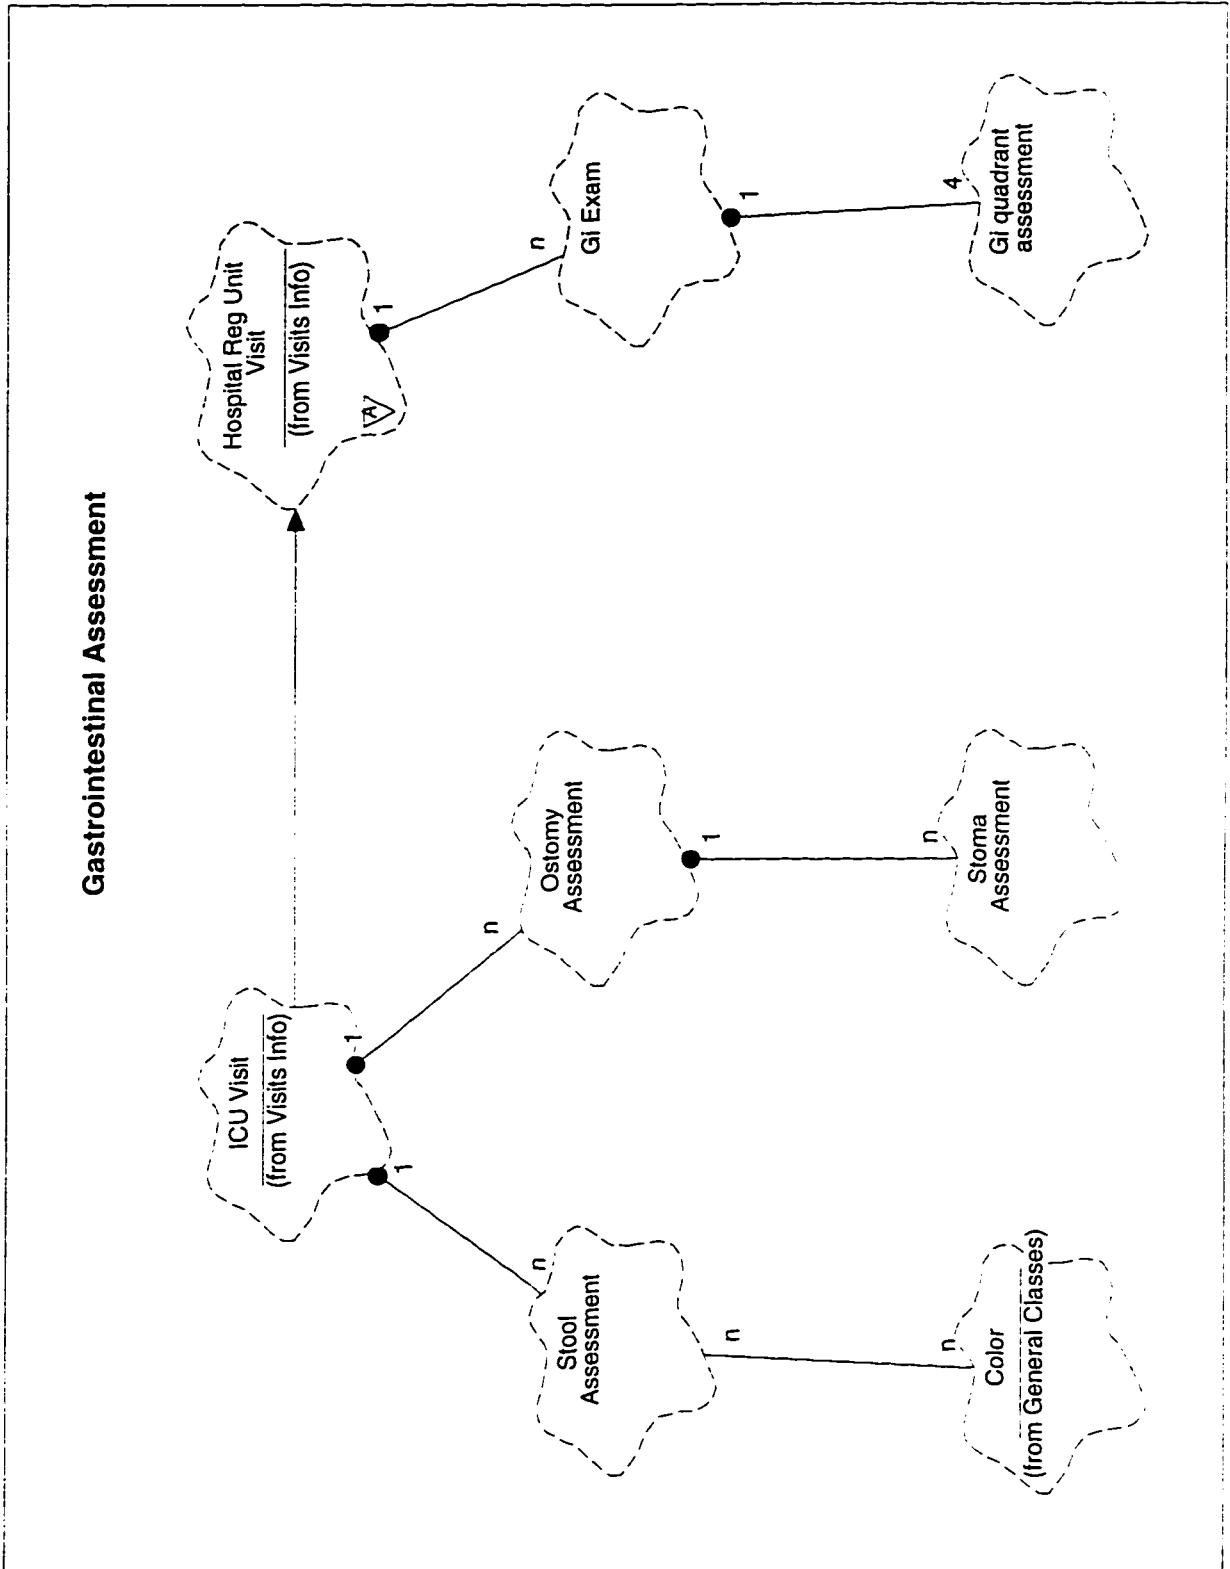 Gastrointestinal Assessment
ICU Visit
(from Visits Info)
Hospital Reg Unit
Visit
(from Visits Info)
A
1
1
1
n
n
n
Stool
Assessment
Ostomy
Assessment
Gi Exam
n
1
1
n
n
4
Color
(from General Classes)
Stoma
Assessment
Gi quadrant
assessment